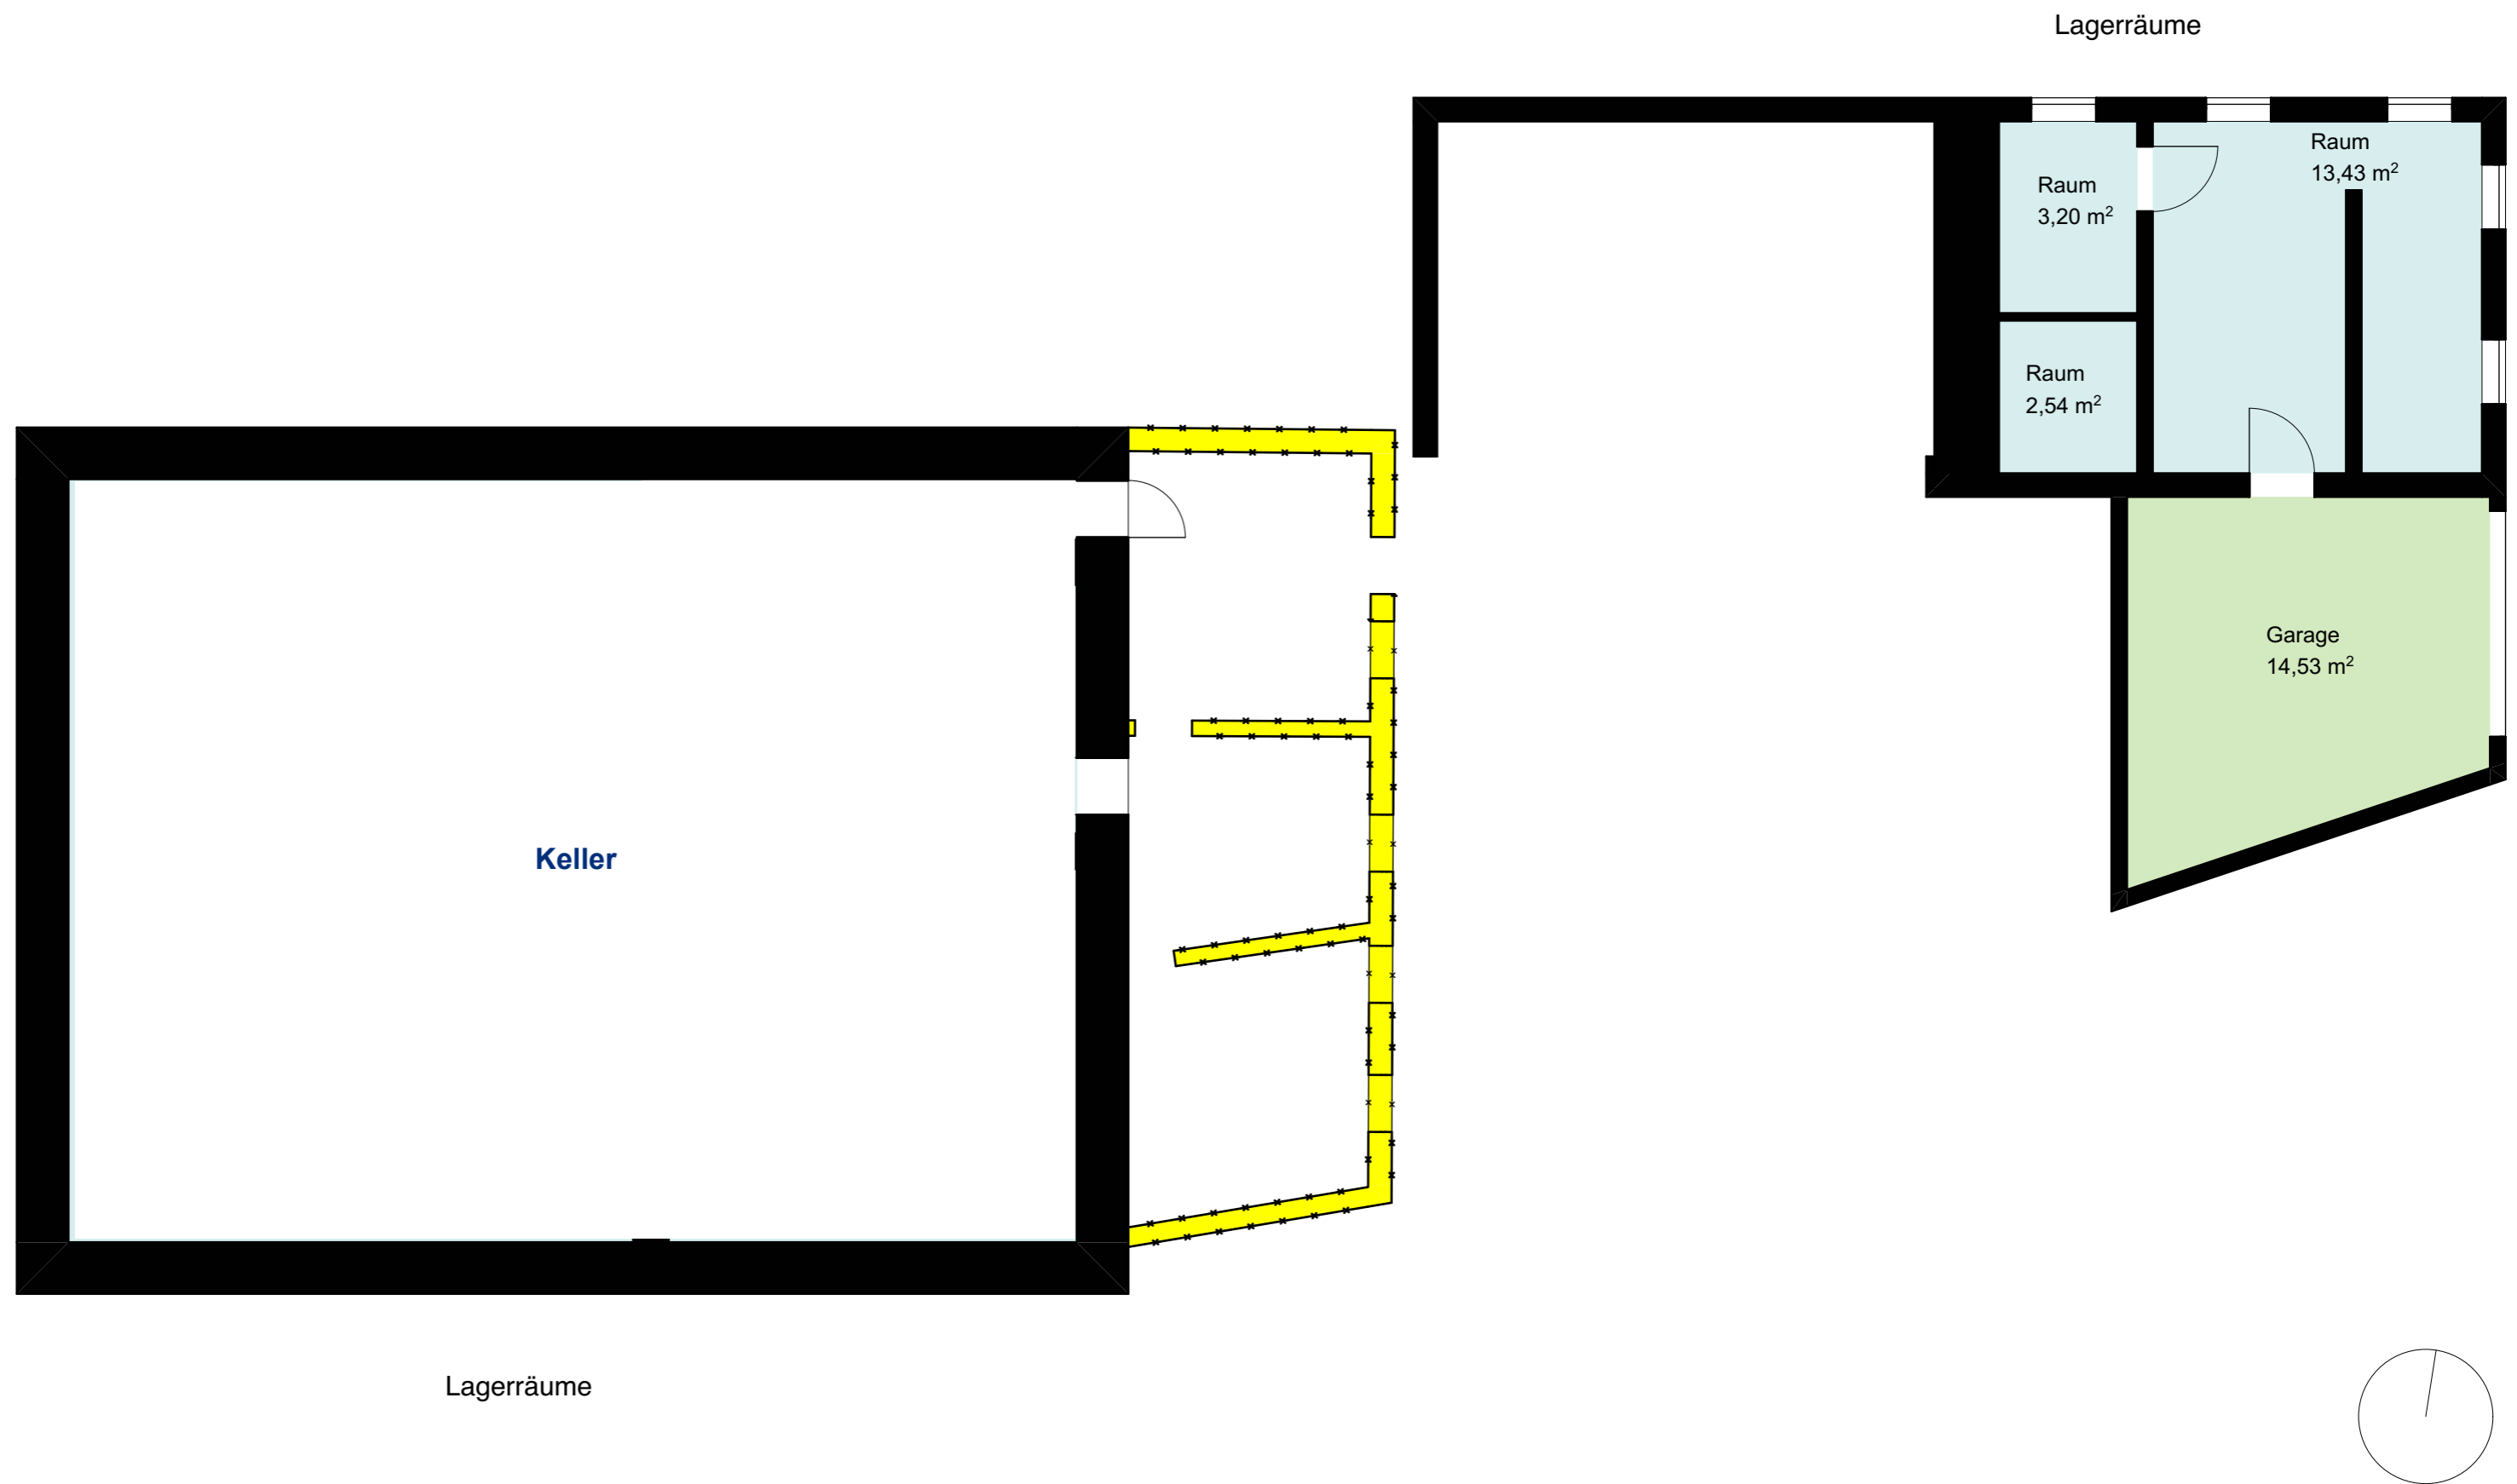 Lagerräume
Raum
13,43 m²
Raum
3,20 m²
Raum
2,54 m²
Garage
14,53 m²
Keller
Lagerräume